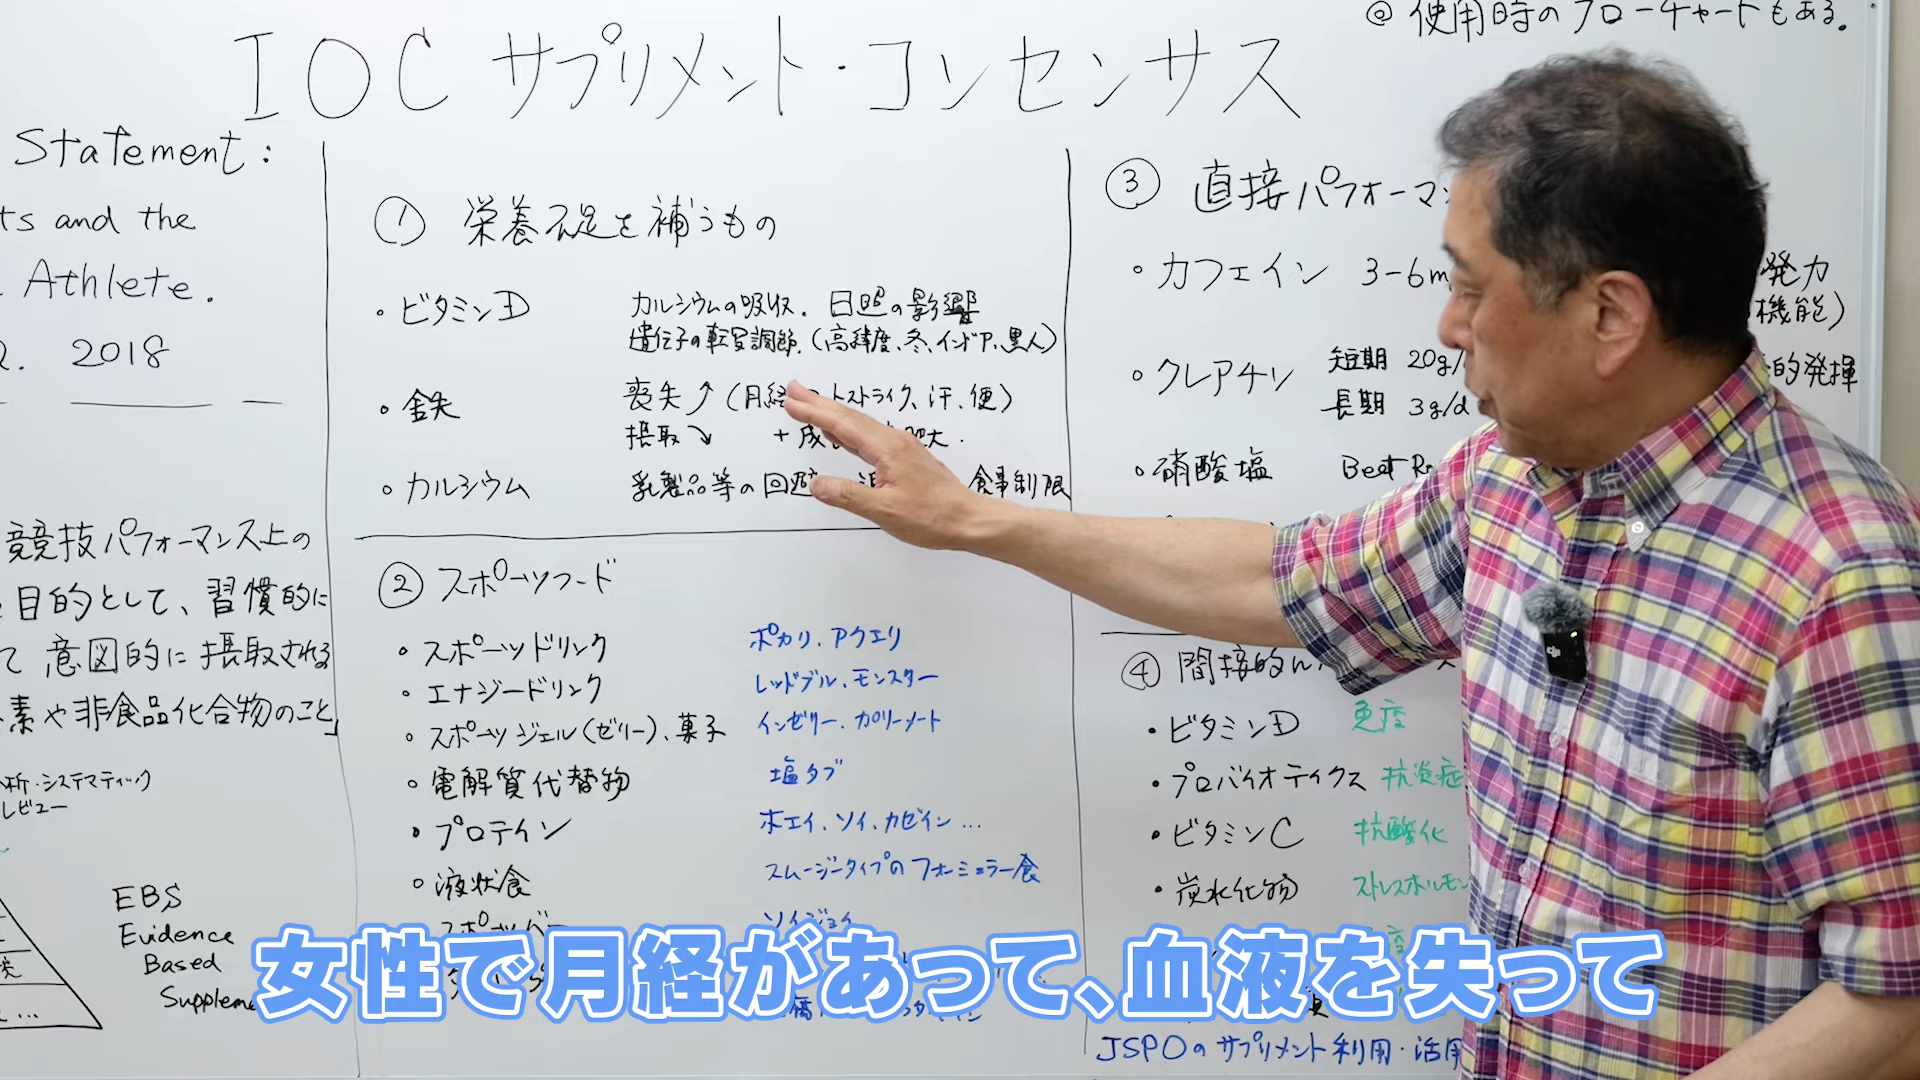 ◎ 使用時のフローチャートもある。
IOC サプリメント・コンセンサス
Statement:
ts and the
Athlete.
2018
競技パフォーマンス上の
目的として、習慣的に
て 意図的に 摂取される
素や非食品化合物のこと」
析・システマティック
レビュー
EBS
Evidence
Based
Suppleme
① 栄養不足を補うもの
・ビタミンD カルシウムの吸収. 日照の影響
遺伝子の転写調節. (高緯度、冬、インドア、黒人)
・鉄 喪失↗ (月経 トストライク、汗、便)
摂取↘ + 成 肥大.
・カルシウム 乳製品等の回避 食事制限
② スポーツフード
・スポーツドリンク ポカリ、アクエリ
・エナジードリンク レッドブル、モンスター
・スポーツジェル(ゼリー)、菓子 インゼリー、カロリーメート
・電解質代替物 塩タブ
・プロテイン ホエイ、ソイ、カゼイン…
・液状食 スムージータイプのフォーミュラー食
スポーツバー ソイジョイ
③ 直接パフォーマン
・カフェイン 3-6m 発力
機能)
・クレアチン 短期 20g/ 的発揮
長期 3g/d
・硝酸塩 Beet R
④ 間接的
・ビタミンD 免疫
・プロバイオティクス 抗炎症
・ビタミンC 抗酸化
・炭水化物 ストレスホルモン
JSPOのサプリメント利用・活用
女性で月経があって、血液を失って